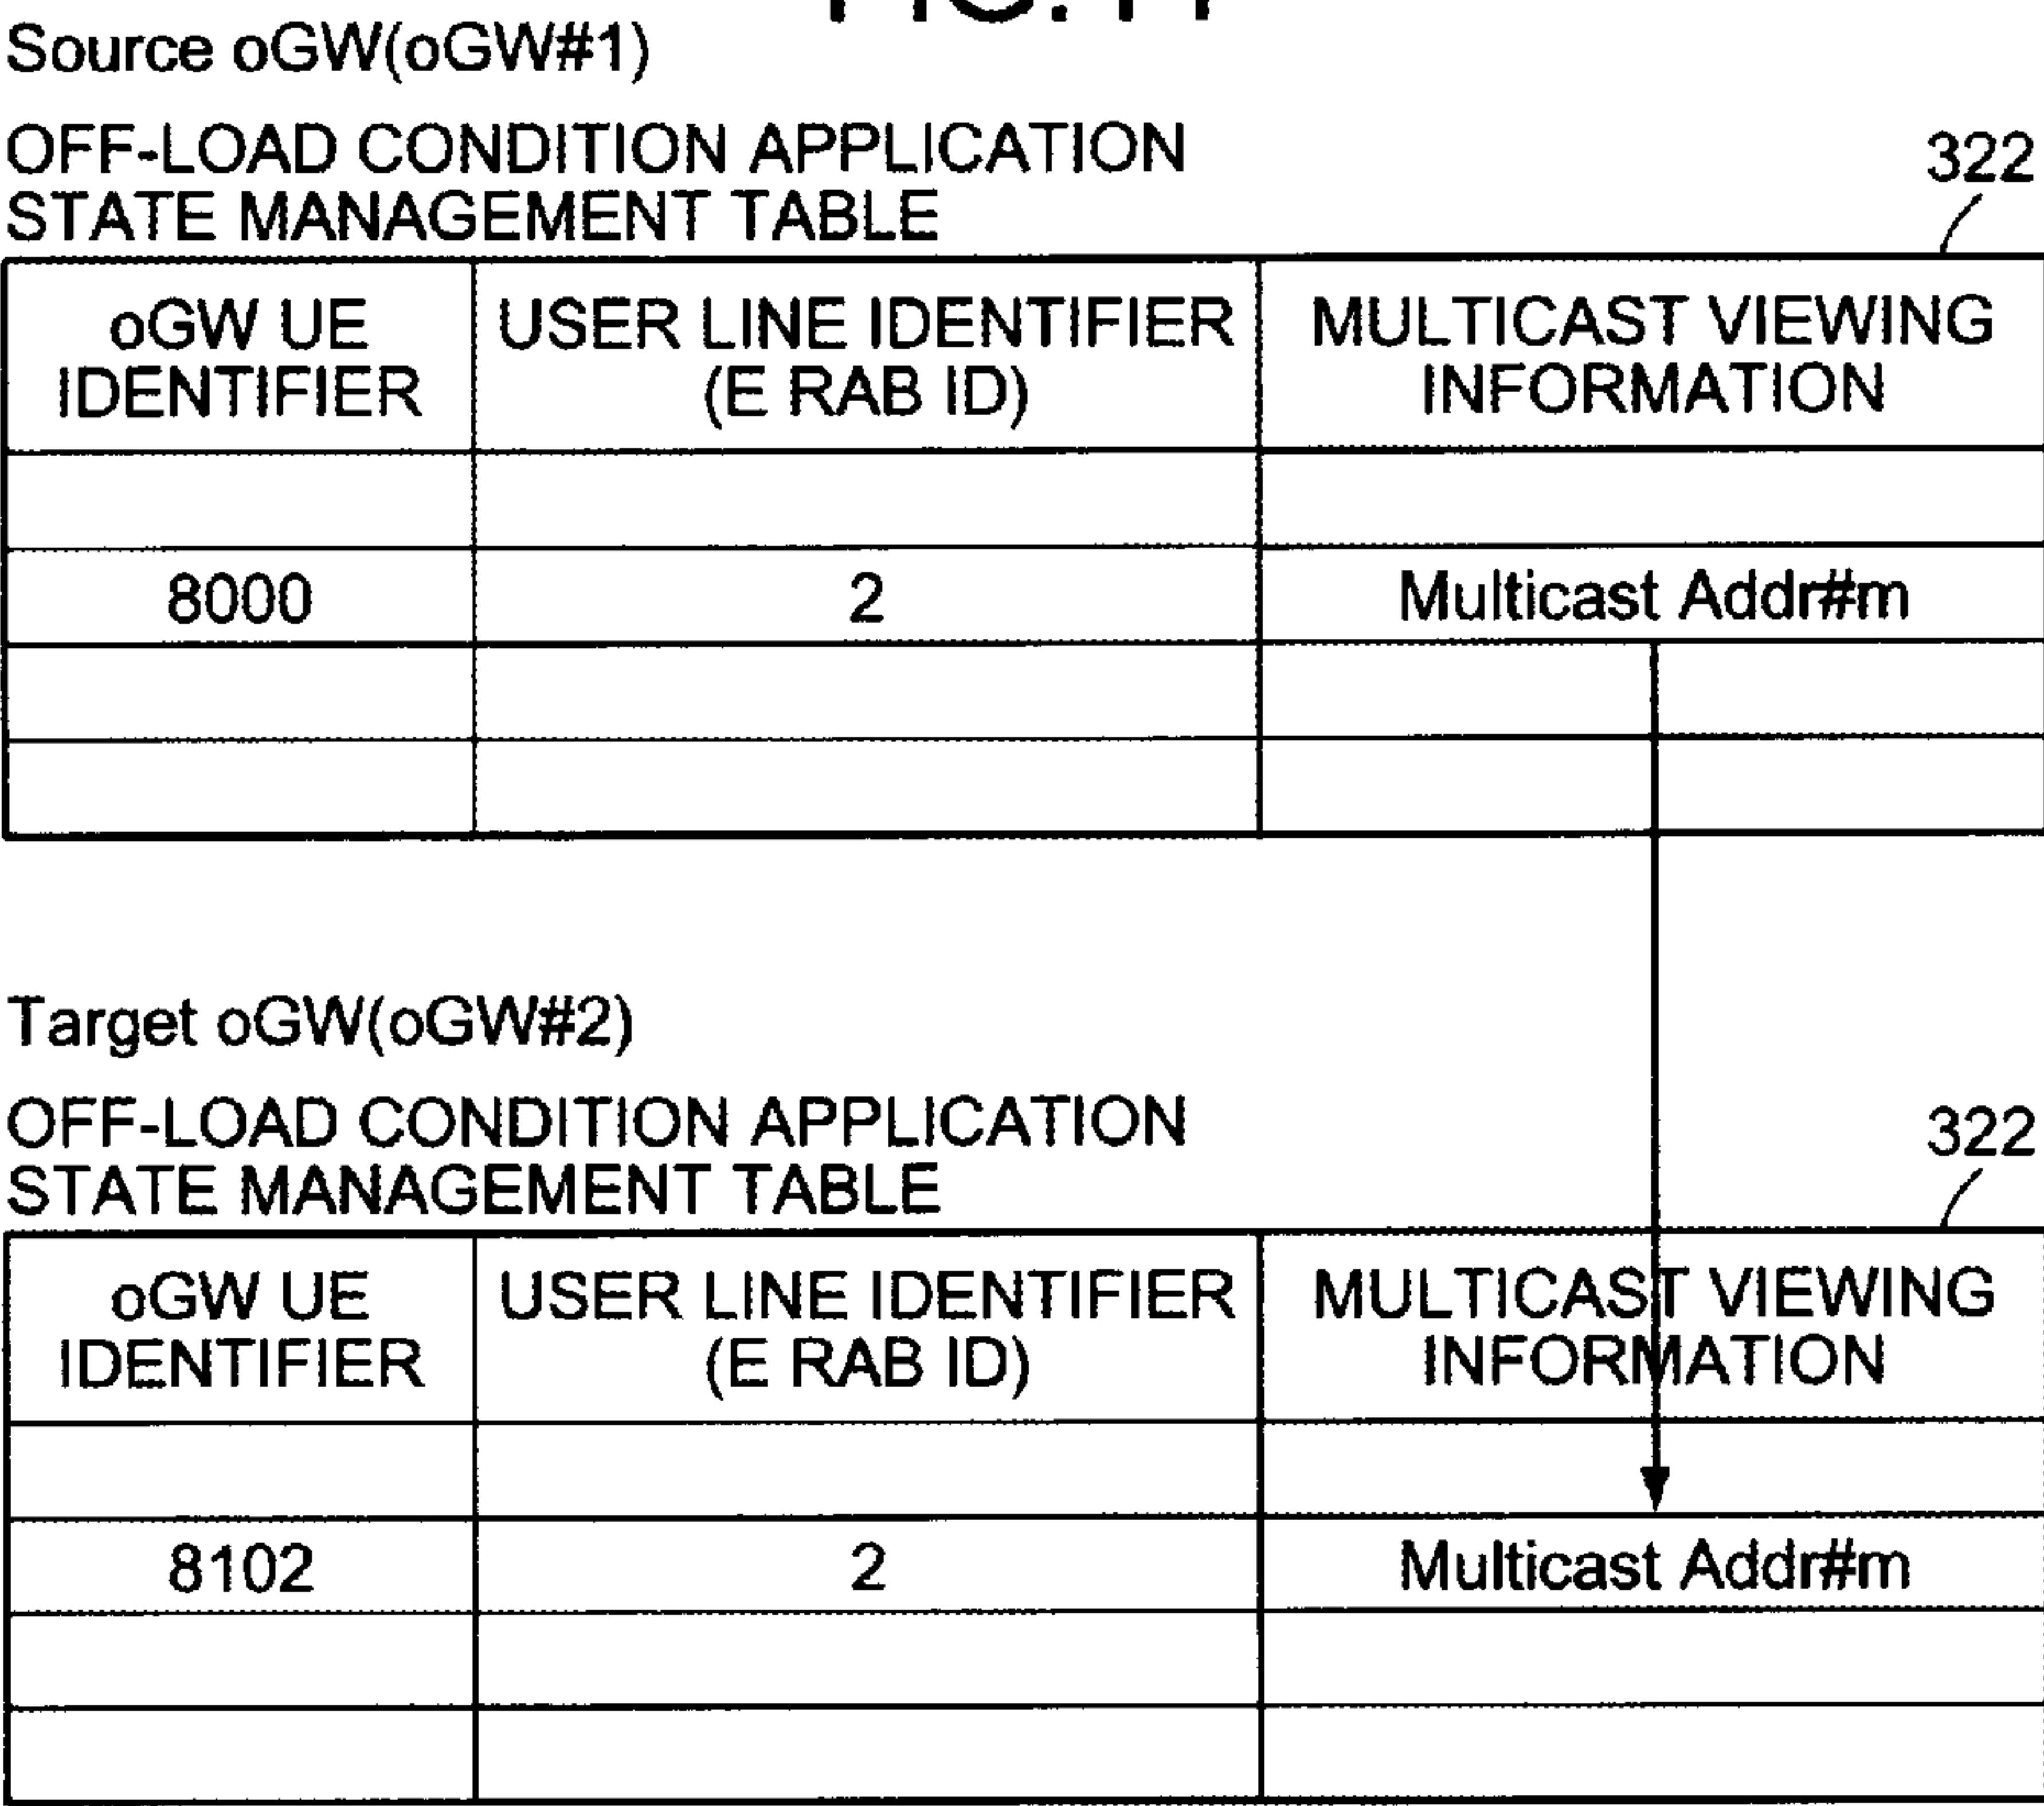 Source oGW(oGW#1)
OFF-LOAD CONDITION APPLICATION
STATE MANAGEMENT TABLE
322
oGW UE
IDENTIFIER
USER LINE IDENTIFIER
(E RAB ID)
MULTICAST VIEWING
INFORMATION
8000
2
Multicast Addr#m
Target oGW(oGW#2)
OFF-LOAD CONDITION APPLICATION
STATE MANAGEMENT TABLE
322
oGW UE
IDENTIFIER
USER LINE IDENTIFIER
(E RAB ID)
MULTICAST VIEWING
INFORMATION
8102
2
Multicast Addr#m